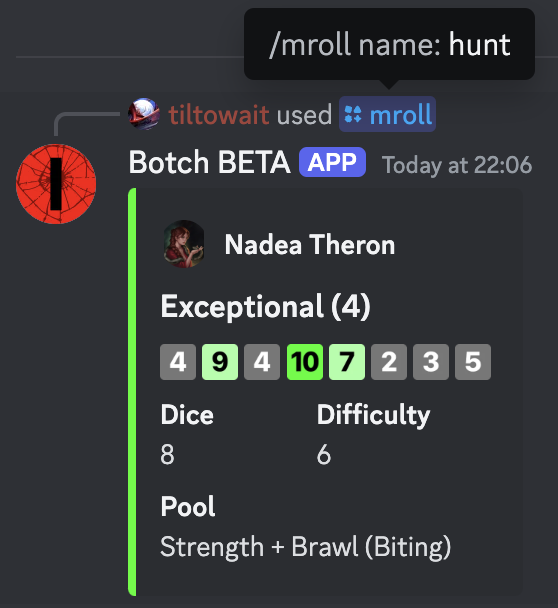 /mroll name: hunt
tiltowait used mroll
Botch BETA APP Today at 22:06
Nadea Theron
Exceptional (4)
4 9 4 10 7 2 3 5
Dice Difficulty
8 6
Pool
Strength + Brawl (Biting)